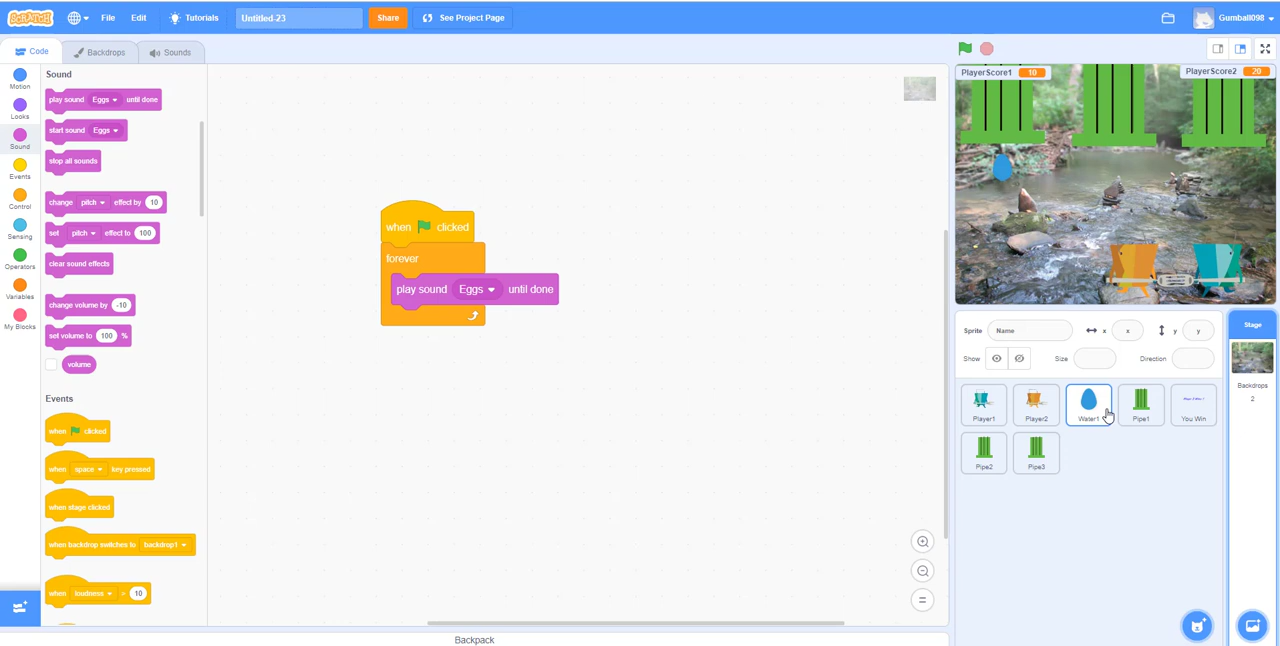 SCRATCH File Edit Tutorials Untitled-23 Share See Project Page Gumball098
Code Backdrops Sounds
Motion
Looks
Sound
Events
Control
Sensing
Operators
Variables
My Blocks
Sound
play sound Eggs until done
start sound Eggs
stop all sounds
change pitch effect by 10
set pitch effect to 100
clear sound effects
change volume by -10
set volume to 100 %
volume
Events
when clicked
when space key pressed
when stage clicked
when backdrop switches to backdrop1
when loudness > 10
when clicked
forever
play sound Eggs until done
Backpack
PlayerScore1 10 PlayerScore2 20
Sprite Name x x y y
Show Size Direction
Player1 Player2 Water1 Pipe1 You Win
Pipe2 Pipe3
Stage
Backdrops
2